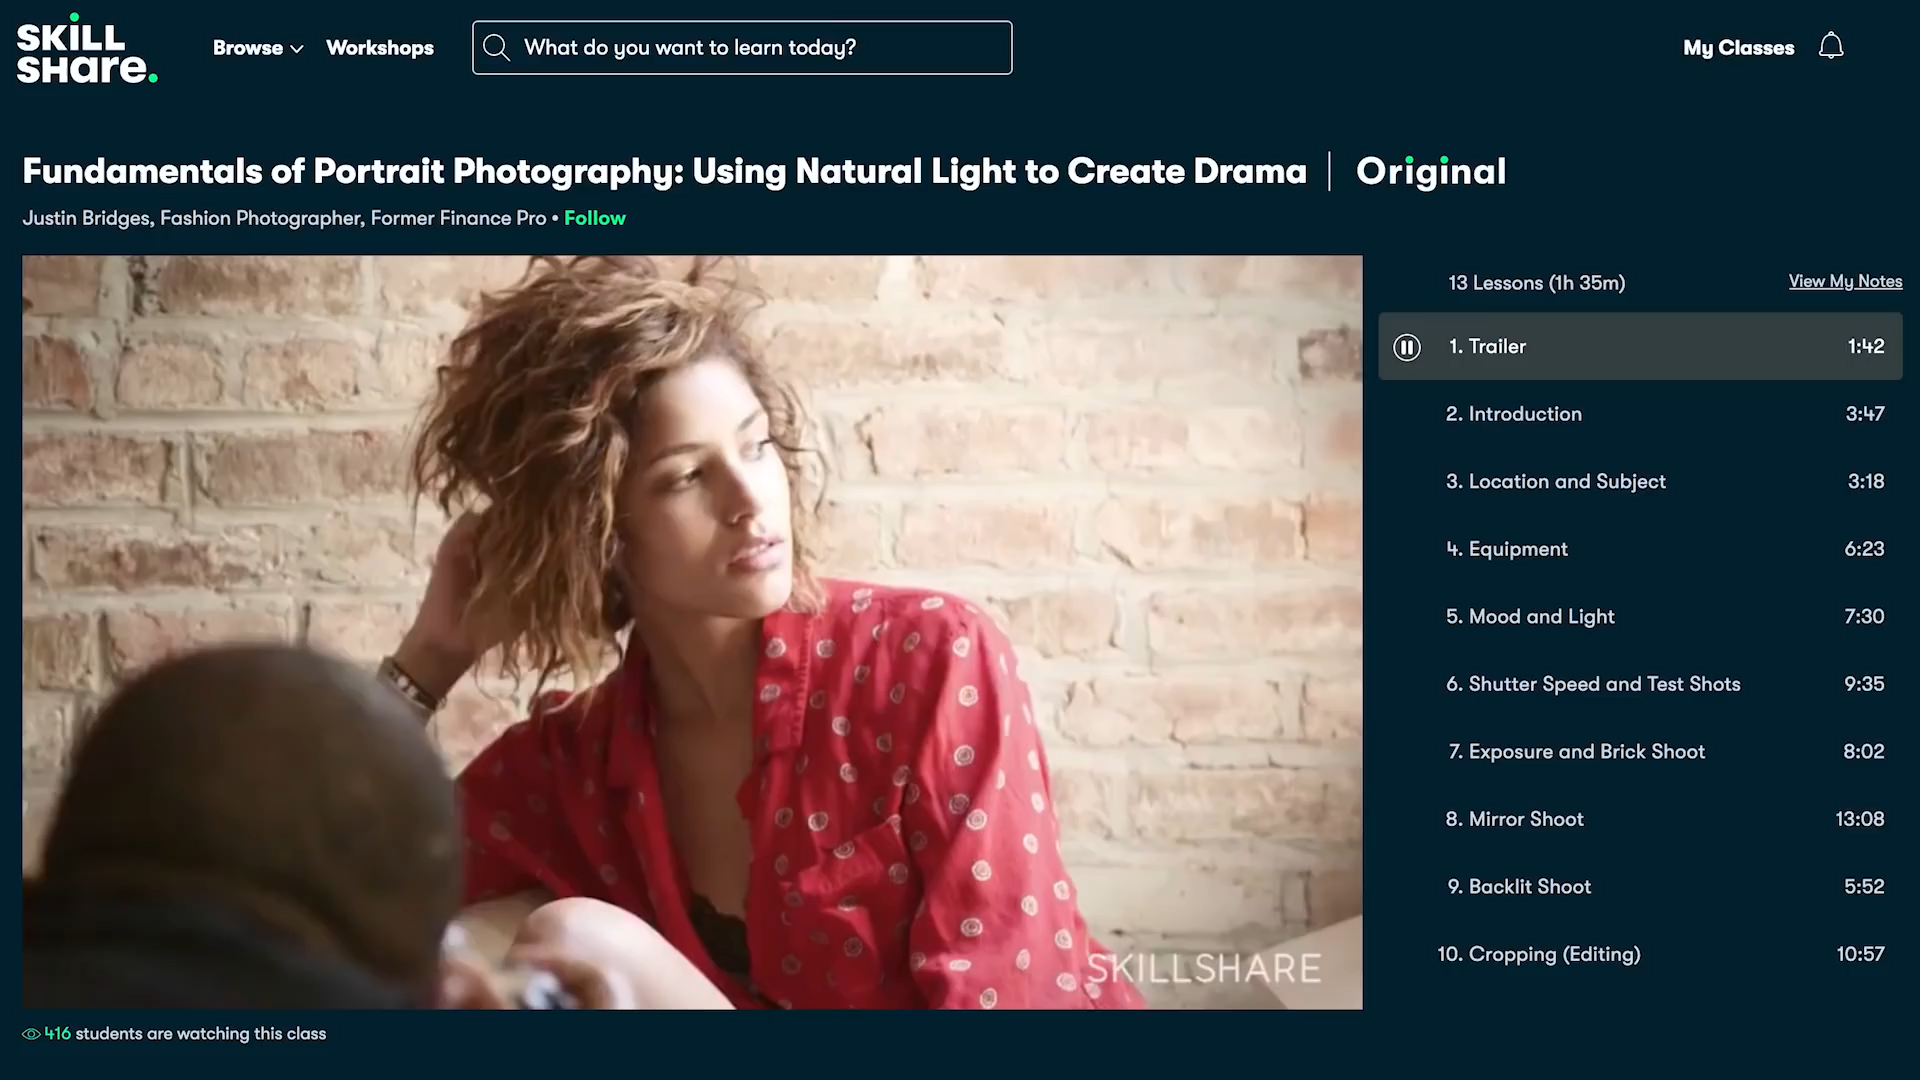 SKILL
SHare.
Browse
Workshops
What do you want to learn today?
My Classes
Fundamentals of Portrait Photography: Using Natural Light to Create Drama | Original
Justin Bridges, Fashion Photographer, Former Finance Pro • Follow
13 Lessons (1h 35m)
View My Notes
1. Trailer 1:42
2. Introduction 3:47
3. Location and Subject 3:18
4. Equipment 6:23
5. Mood and Light 7:30
6. Shutter Speed and Test Shots 9:35
7. Exposure and Brick Shoot 8:02
8. Mirror Shoot 13:08
9. Backlit Shoot 5:52
10. Cropping (Editing) 10:57
SKILLSHARE
416 students are watching this class